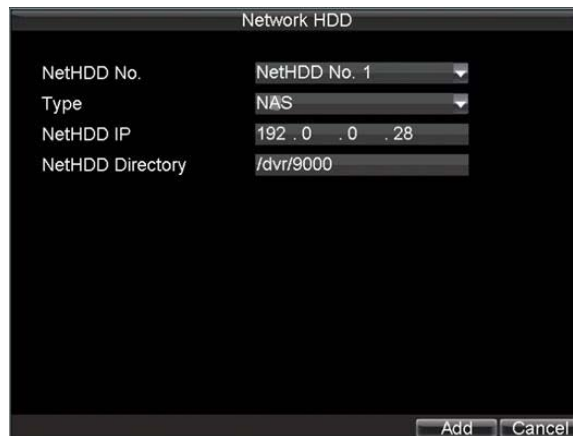 Network HDD
NetHDD No. NetHDD No. 1
Type NAS
NetHDD IP 192 . 0 . 0 . 28
NetHDD Directory /dvr/9000
Add Cancel